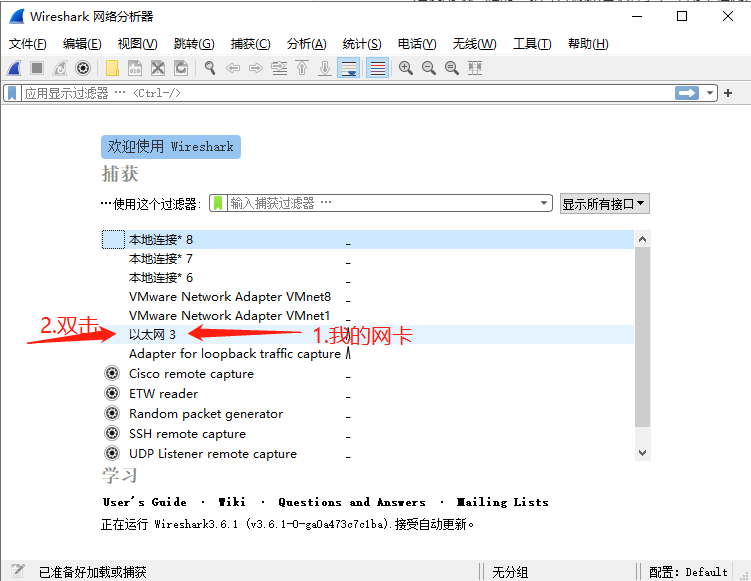 Wireshark 网络分析器
文件(F) 编辑(E) 视图(V) 跳转(G) 捕获(C) 分析(A) 统计(S) 电话(Y) 无线(W) 工具(T) 帮助(H)
应用显示过滤器 … <Ctrl-/>
欢迎使用 Wireshark
捕获
…使用这个过滤器: 输入捕获过滤器 … 显示所有接口
本地连接* 8
本地连接* 7
本地连接* 6
VMware Network Adapter VMnet8
VMware Network Adapter VMnet1
2.双击
以太网 3
1.我的网卡
Adapter for loopback traffic capture
Cisco remote capture
ETW reader
Random packet generator
SSH remote capture
UDP Listener remote capture
学习
User's Guide · Wiki · Questions and Answers · Mailing Lists
正在运行 Wireshark3.6.1 (v3.6.1-0-ga0a473c7c1ba).接受自动更新。
已准备好加载或捕获 无分组 配置: Default